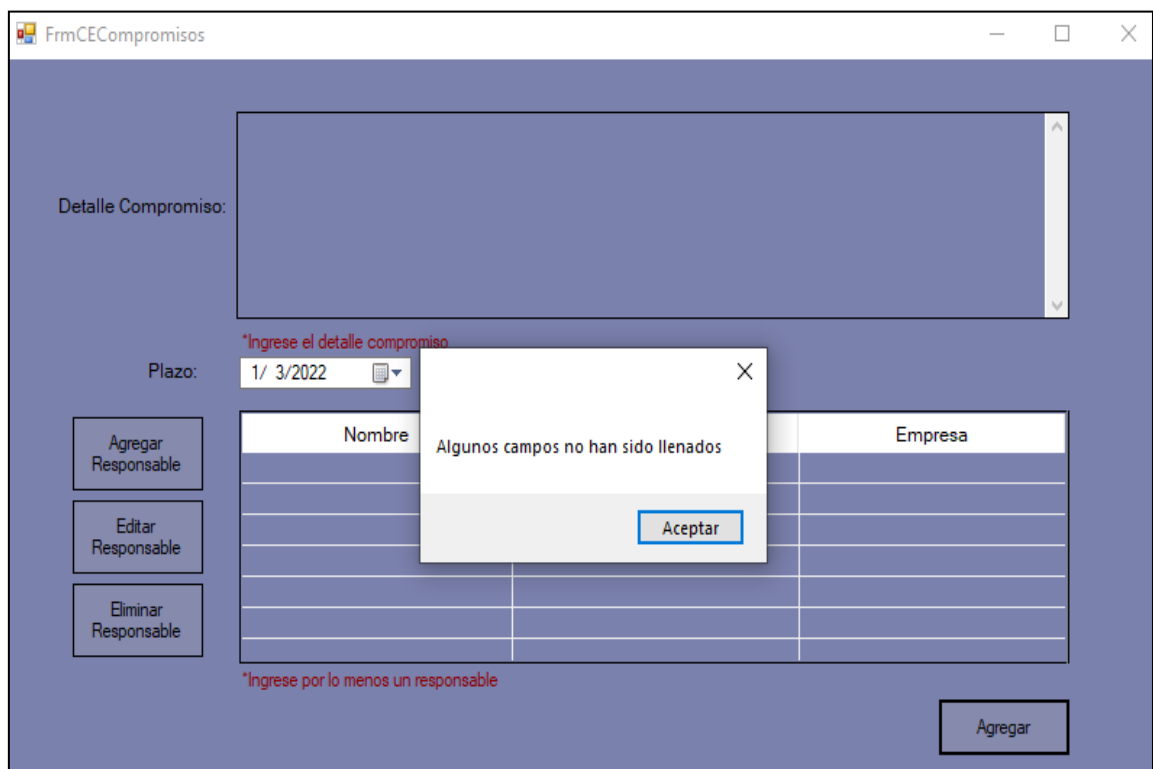 FrmCECompromisos
Detalle Compromiso:
*Ingrese el detalle compromiso
Plazo:
1/ 3/2022
Agregar
Responsable
Editar
Responsable
Eliminar
Responsable
Nombre
Empresa
Algunos campos no han sido llenados
Aceptar
*Ingrese por lo menos un responsable
Agregar